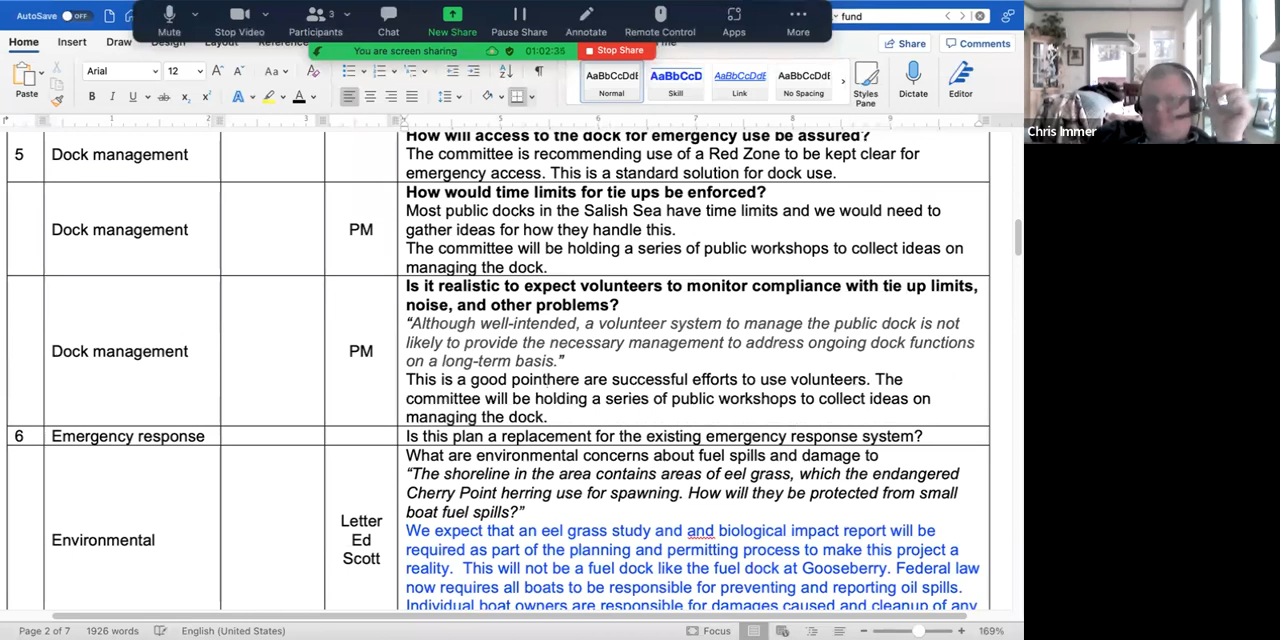 AutoSave OFF
fund
Mute
Stop Video
3
Participants
Chat
New Share
Pause Share
Annotate
Remote Control
Apps
More
You are screen sharing
01:02:35
Stop Share
Home
Insert
Draw
Share
Comments
Paste
Arial
12
AaBbCcDdE
Normal
AaBbCcD
Skill
AaBbCcDdE
Link
AaBbCcDdE
No Spacing
Styles
Pane
Dictate
Editor
Chris Immer
How will access to the dock for emergency use be assured?
5
Dock management
The committee is recommending use of a Red Zone to be kept clear for
emergency access. This is a standard solution for dock use.
How would time limits for tie ups be enforced?
Dock management
PM
Most public docks in the Salish Sea have time limits and we would need to
gather ideas for how they handle this.
The committee will be holding a series of public workshops to collect ideas on
managing the dock.
Is it realistic to expect volunteers to monitor compliance with tie up limits,
noise, and other problems?
Dock management
PM
“Although well-intended, a volunteer system to manage the public dock is not
likely to provide the necessary management to address ongoing dock functions
on a long-term basis.”
This is a good pointhere are successful efforts to use volunteers. The
committee will be holding a series of public workshops to collect ideas on
managing the dock.
6
Emergency response
Is this plan a replacement for the existing emergency response system?
Environmental
Letter
Ed
Scott
What are environmental concerns about fuel spills and damage to
“The shoreline in the area contains areas of eel grass, which the endangered
Cherry Point herring use for spawning. How will they be protected from small
boat fuel spills?”
We expect that an eel grass study and and biological impact report will be
required as part of the planning and permitting process to make this project a
reality. This will not be a fuel dock like the fuel dock at Gooseberry. Federal law
now requires all boats to be responsible for preventing and reporting oil spills.
Individual boat owners are responsible for damages caused and cleanup of any
Page 2 of 7
1926 words
English (United States)
Focus
169%